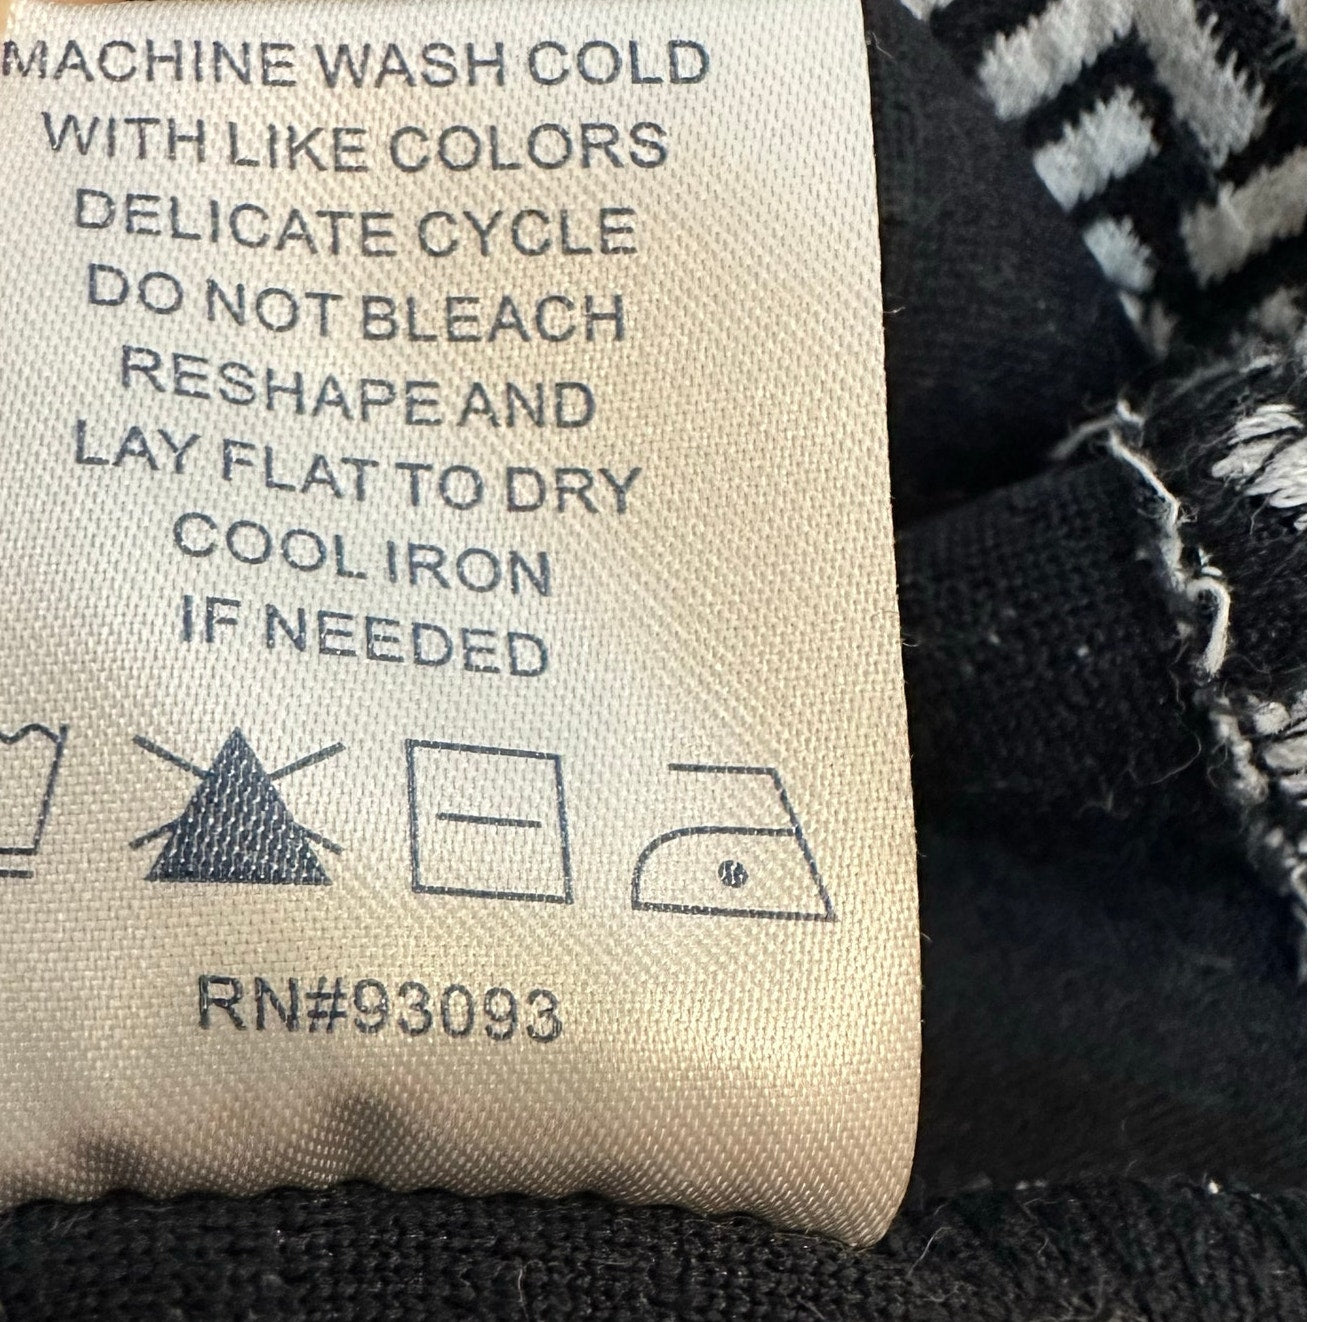 MACHINE WASH COLD
WITH LIKE COLORS
DELICATE CYCLE
DO NOT BLEACH
RESHAPE AND
LAY FLAT TO DRY
COOL IRON
IF NEEDED
RN#93093